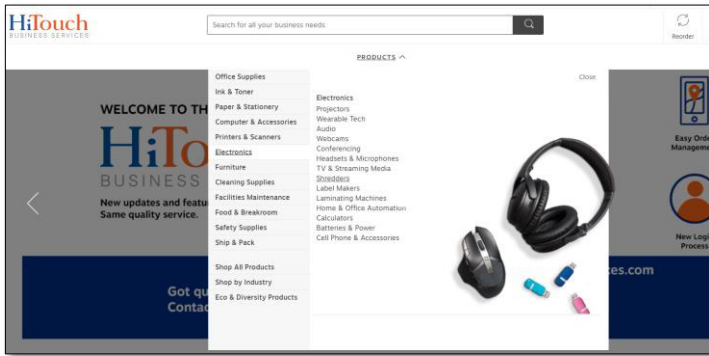 HiTouch
BUSINESS SERVICES
Search for all your business needs
Reorder
PRODUCTS
Close
Office Supplies
Ink & Toner
Paper & Stationery
Computer & Accessories
Printers & Scanners
Electronics
Furniture
Cleaning Supplies
Facilities Maintenance
Food & Breakroom
Safety Supplies
Ship & Pack
Shop All Products
Shop by Industry
Eco & Diversity Products
Electronics
Projectors
Wearable Tech
Audio
Webcams
Conferencing
Headsets & Microphones
TV & Streaming Media
Shredders
Label Makers
Laminating Machines
Home & Office Automation
Calculators
Batteries & Power
Cell Phone & Accessories
WELCOME TO TH
HiTo
BUSINESS
New updates and featu
Same quality service.
Got qu
Contac
Easy Orde
Manageme
New Logi
Process
es.com